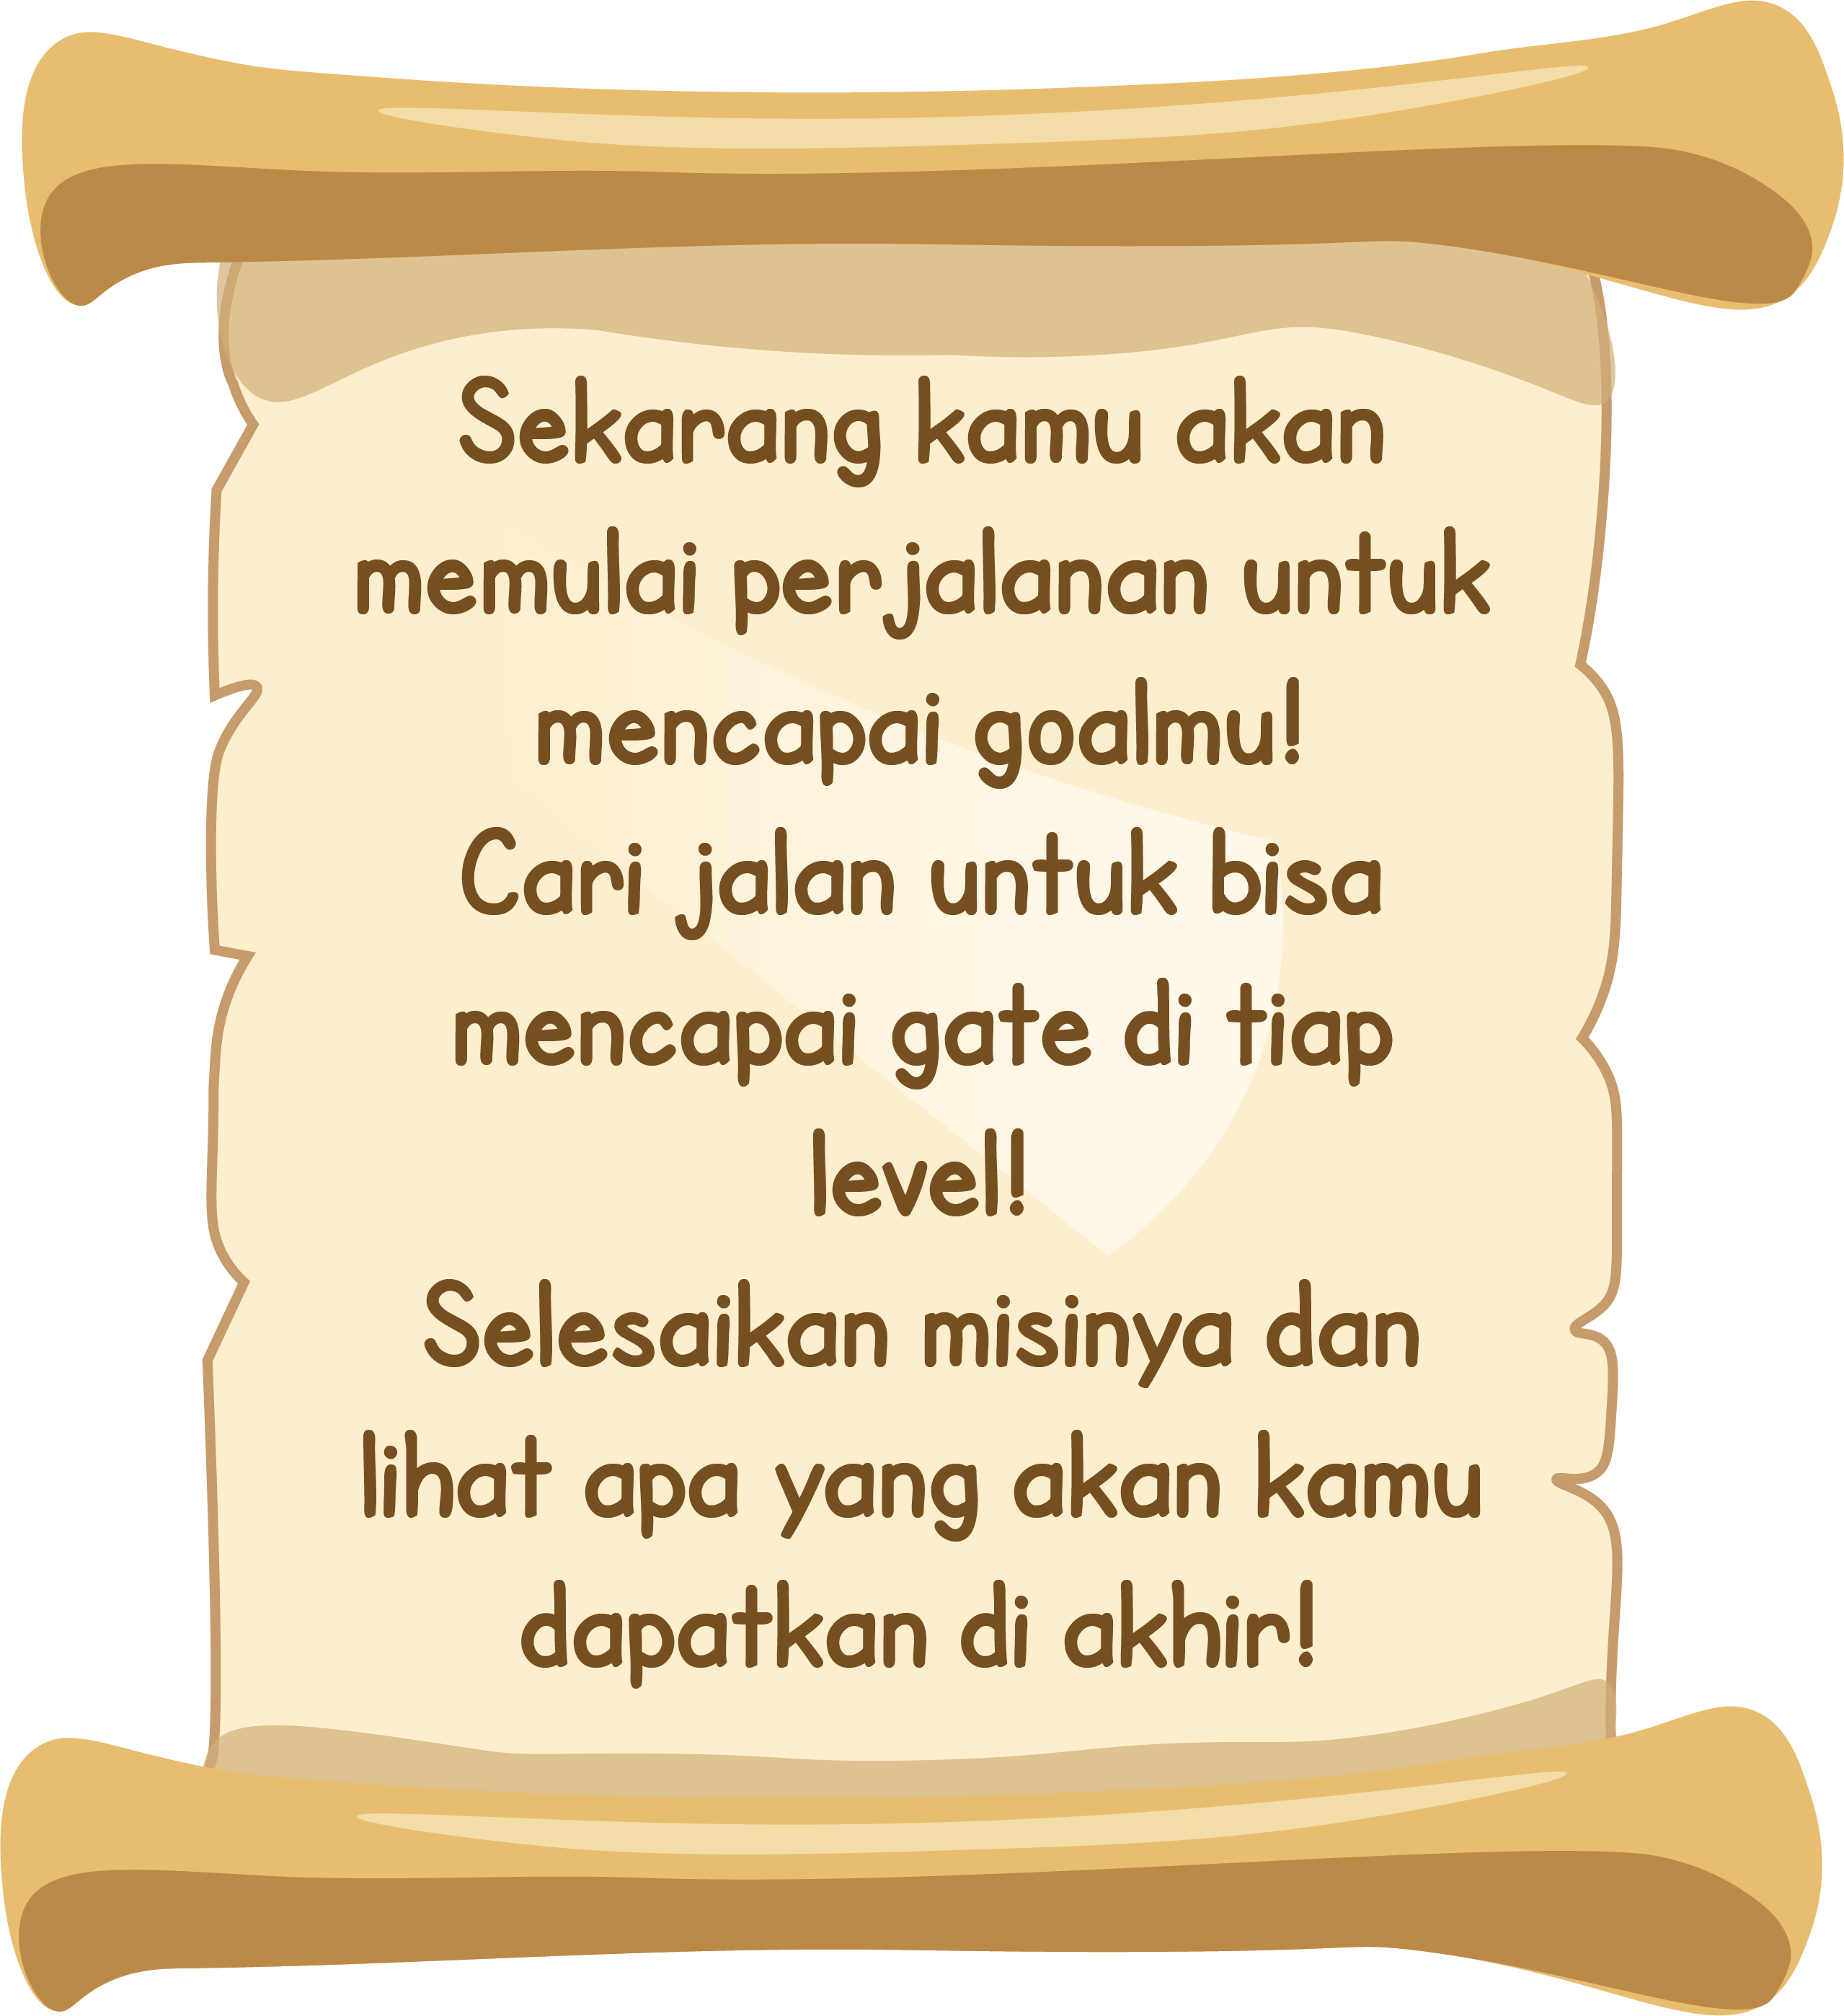 Sekarang kamu akan
memulai perjalanan untuk
mencapai goalmu!
Cari jalan untuk bisa
mencapai gate di tiap
level!
Selesaikan misinya dan
lihat apa yang akan kamu
dapatkan di akhir!